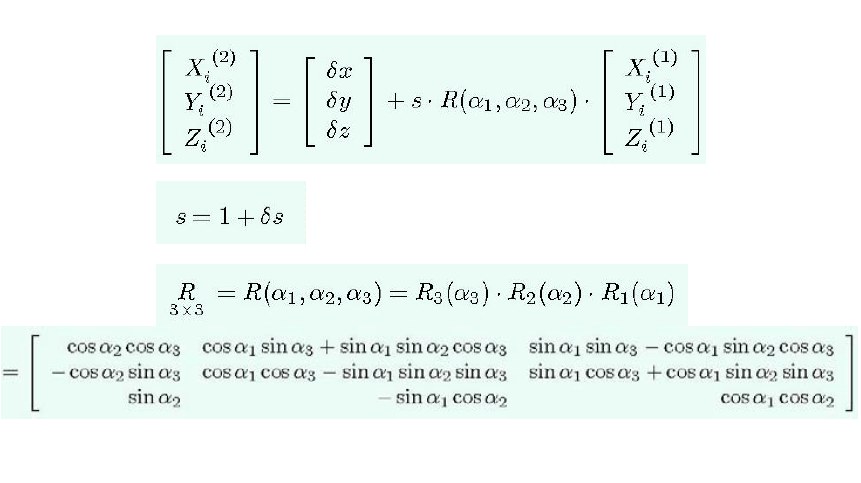 [ X_i^(2) Y_i^(2) Z_i^(2) ] = [ δx δy δz ] + s · R(α₁, α₂, α₃) · [ X_i^(1) Y_i^(1) Z_i^(1) ]
s = 1 + δs
R 3×3 = R(α₁, α₂, α₃) = R₃(α₃) · R₂(α₂) · R₁(α₁)
= [ cos α₂ cos α₃ cos α₁ sin α₃ + sin α₁ sin α₂ cos α₃ sin α₁ sin α₃ − cos α₁ sin α₂ cos α₃
− cos α₂ sin α₃ cos α₁ cos α₃ − sin α₁ sin α₂ sin α₃ sin α₁ cos α₃ + cos α₁ sin α₂ sin α₃
sin α₂ − sin α₁ cos α₂ cos α₁ cos α₂ ]